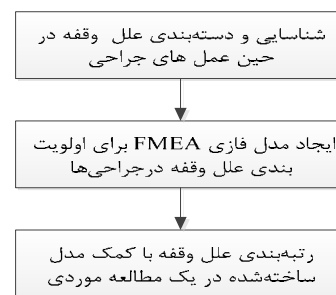 شناسایی و دسته‌بندی علل وقفه در
حین عمل های جراحی
ایجاد مدل فازی FMEA برای اولویت
بندی علل وقفه درجراحی‌ها
رتبه‌بندی علل وقفه با کمک مدل
ساخته‌شده در یک مطالعه موردی